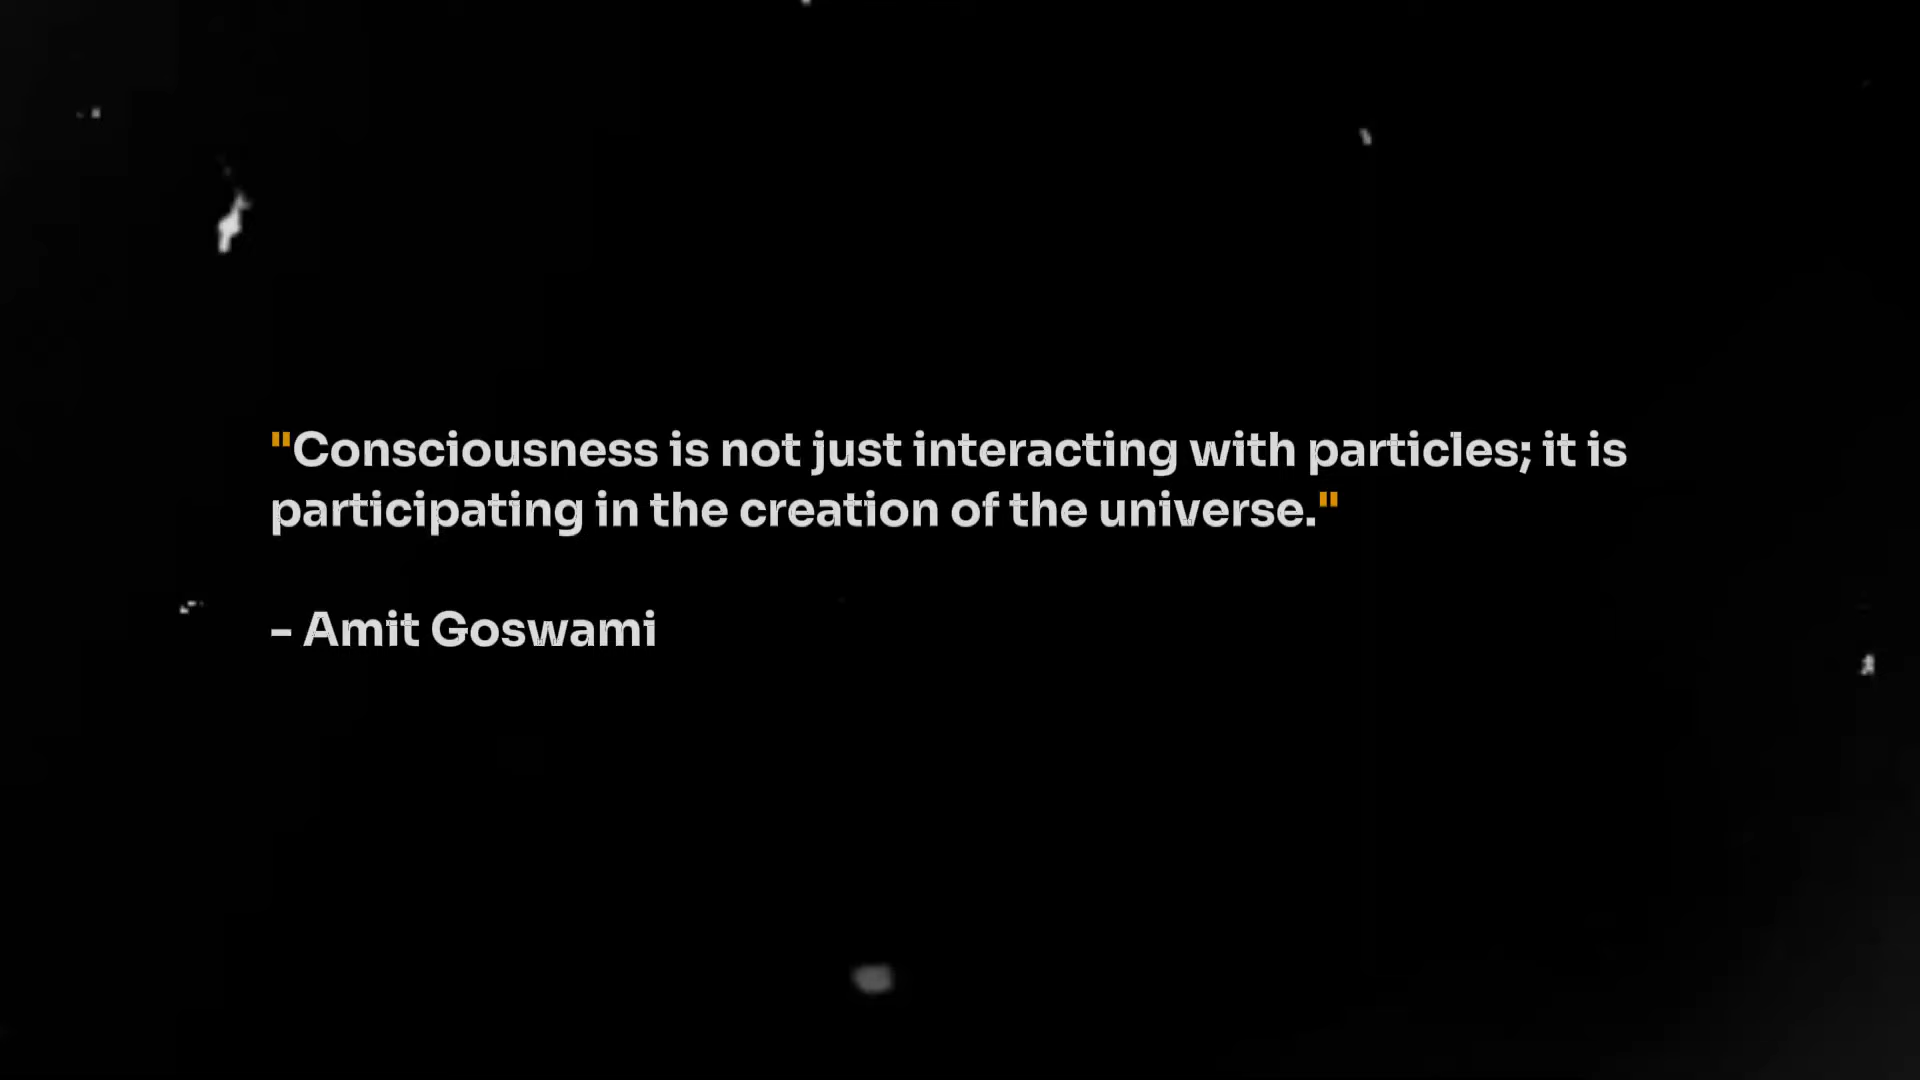 "Consciousness is not just interacting with particles; it is
participating in the creation of the universe."
– Amit Goswami